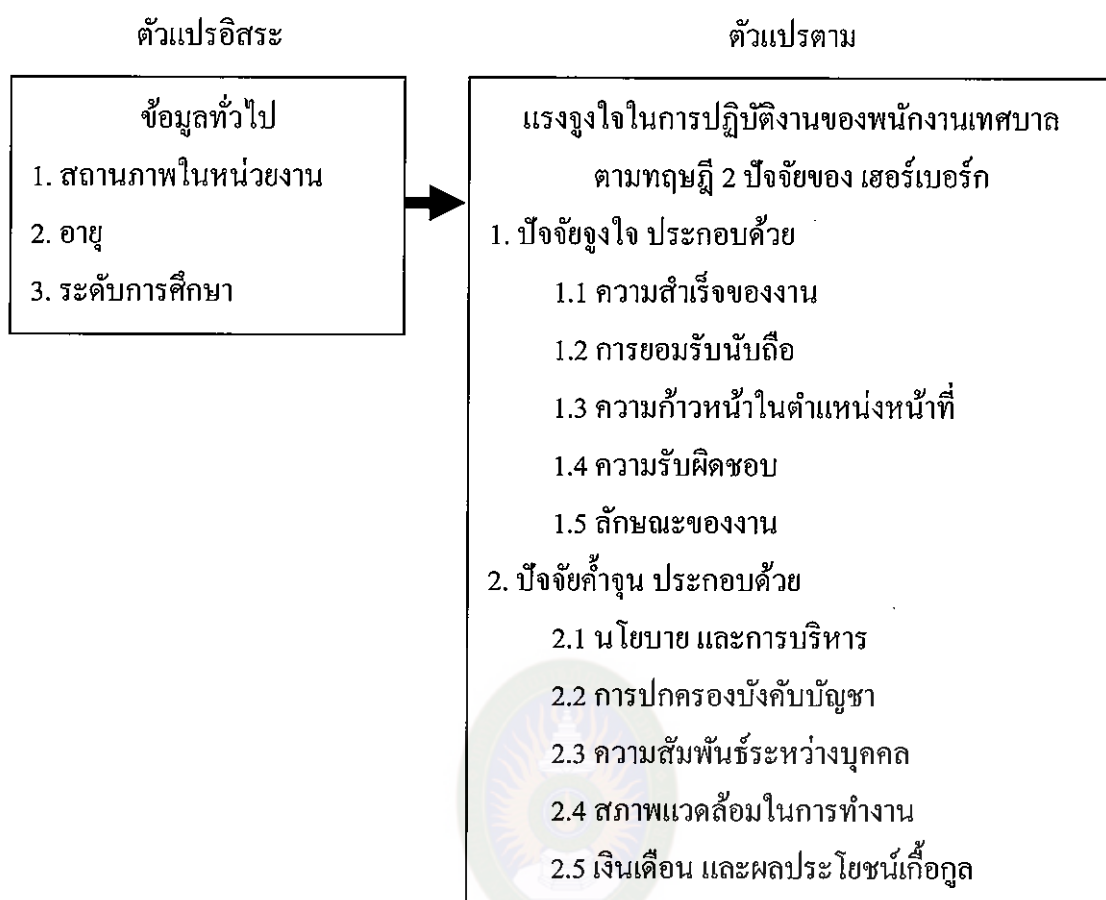 ตัวแปรอิสระ
ข้อมูลทั่วไป
1. สถานภาพในหน่วยงาน
2. อายุ
3. ระดับการศึกษา
ตัวแปรตาม
แรงจูงใจในการปฏิบัติงานของพนักงานเทศบาล
ตามทฤษฎี 2 ปัจจัยของ เฮอร์เบอร์ก
1. ปัจจัยจูงใจ ประกอบด้วย
1.1 ความสำเร็จของงาน
1.2 การยอมรับนับถือ
1.3 ความก้าวหน้าในตำแหน่งหน้าที่
1.4 ความรับผิดชอบ
1.5 ลักษณะของงาน
2. ปัจจัยค้ำจุน ประกอบด้วย
2.1 นโยบาย และการบริหาร
2.2 การปกครองบังคับบัญชา
2.3 ความสัมพันธ์ระหว่างบุคคล
2.4 สภาพแวดล้อมในการทำงาน
2.5 เงินเดือน และผลประโยชน์เกื้อกูล